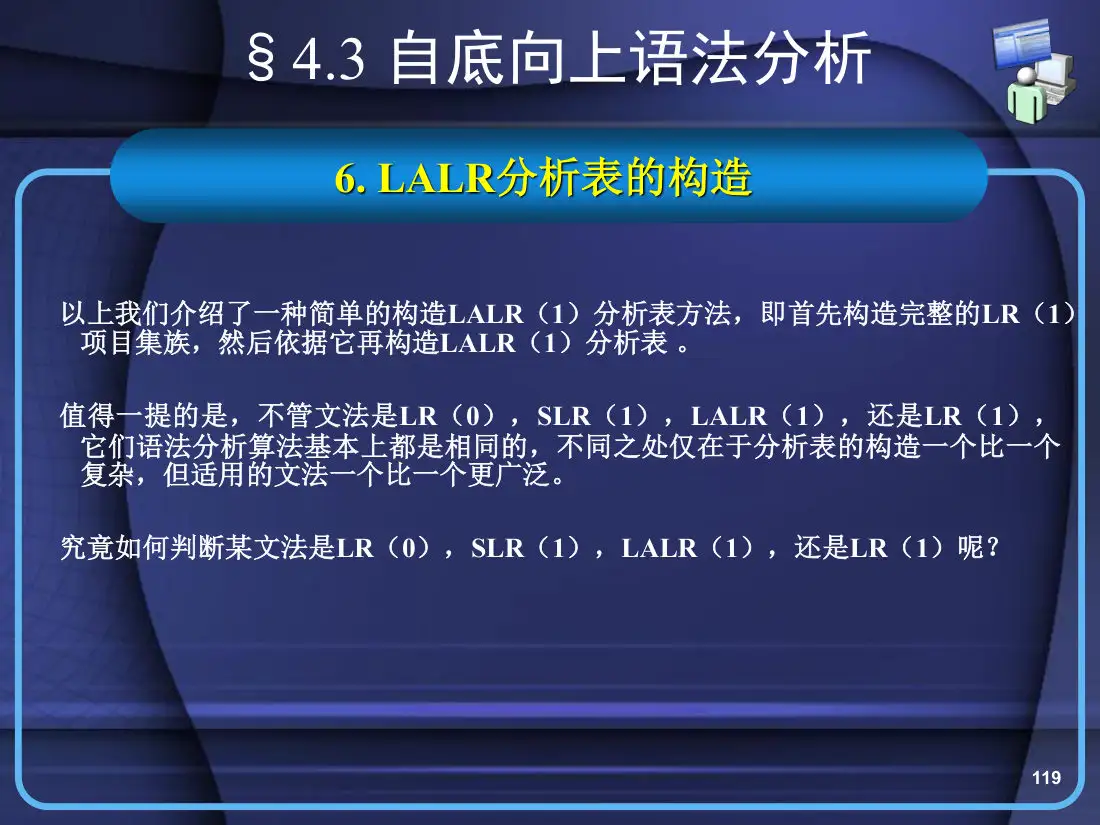 §4.3 自底向上语法分析
6. LALR分析表的构造
以上我们介绍了一种简单的构造LALR（1）分析表方法，即首先构造完整的LR（1）
项目集族，然后依据它再构造LALR（1）分析表 。
值得一提的是，不管文法是LR（0），SLR（1），LALR（1），还是LR（1），
它们语法分析算法基本上都是相同的，不同之处仅在于分析表的构造一个比一个
复杂，但适用的文法一个比一个更广泛。
究竟如何判断某文法是LR（0），SLR（1），LALR（1），还是LR（1）呢？
119